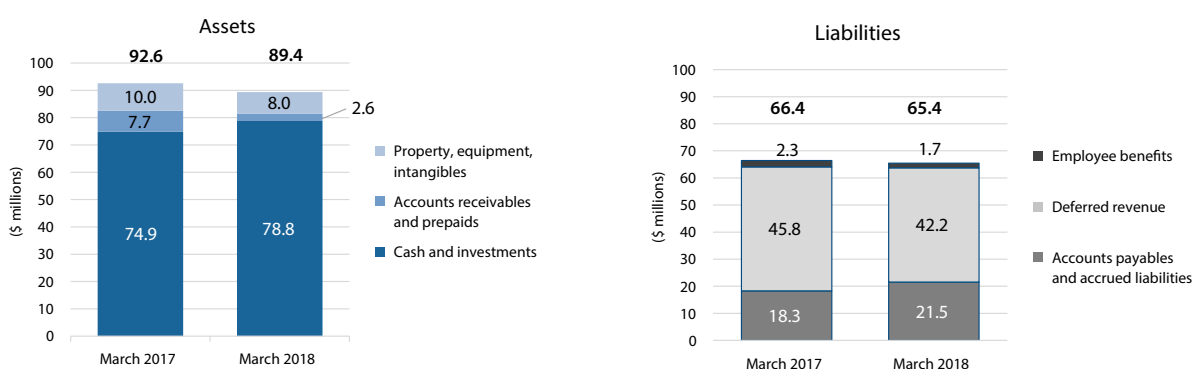 Assets
92.6
89.4
100
90
80
70
60
50
40
30
20
10
0
($ millions)
10.0
7.7
74.9
8.0
2.6
78.8
March 2017
March 2018
Property, equipment,
intangibles
Accounts receivables
and prepaids
Cash and investments
Liabilities
100
90
80
70
60
50
40
30
20
10
0
($ millions)
66.4
65.4
2.3
1.7
45.8
42.2
18.3
21.5
March 2017
March 2018
Employee benefits
Deferred revenue
Accounts payables
and accrued liabilities